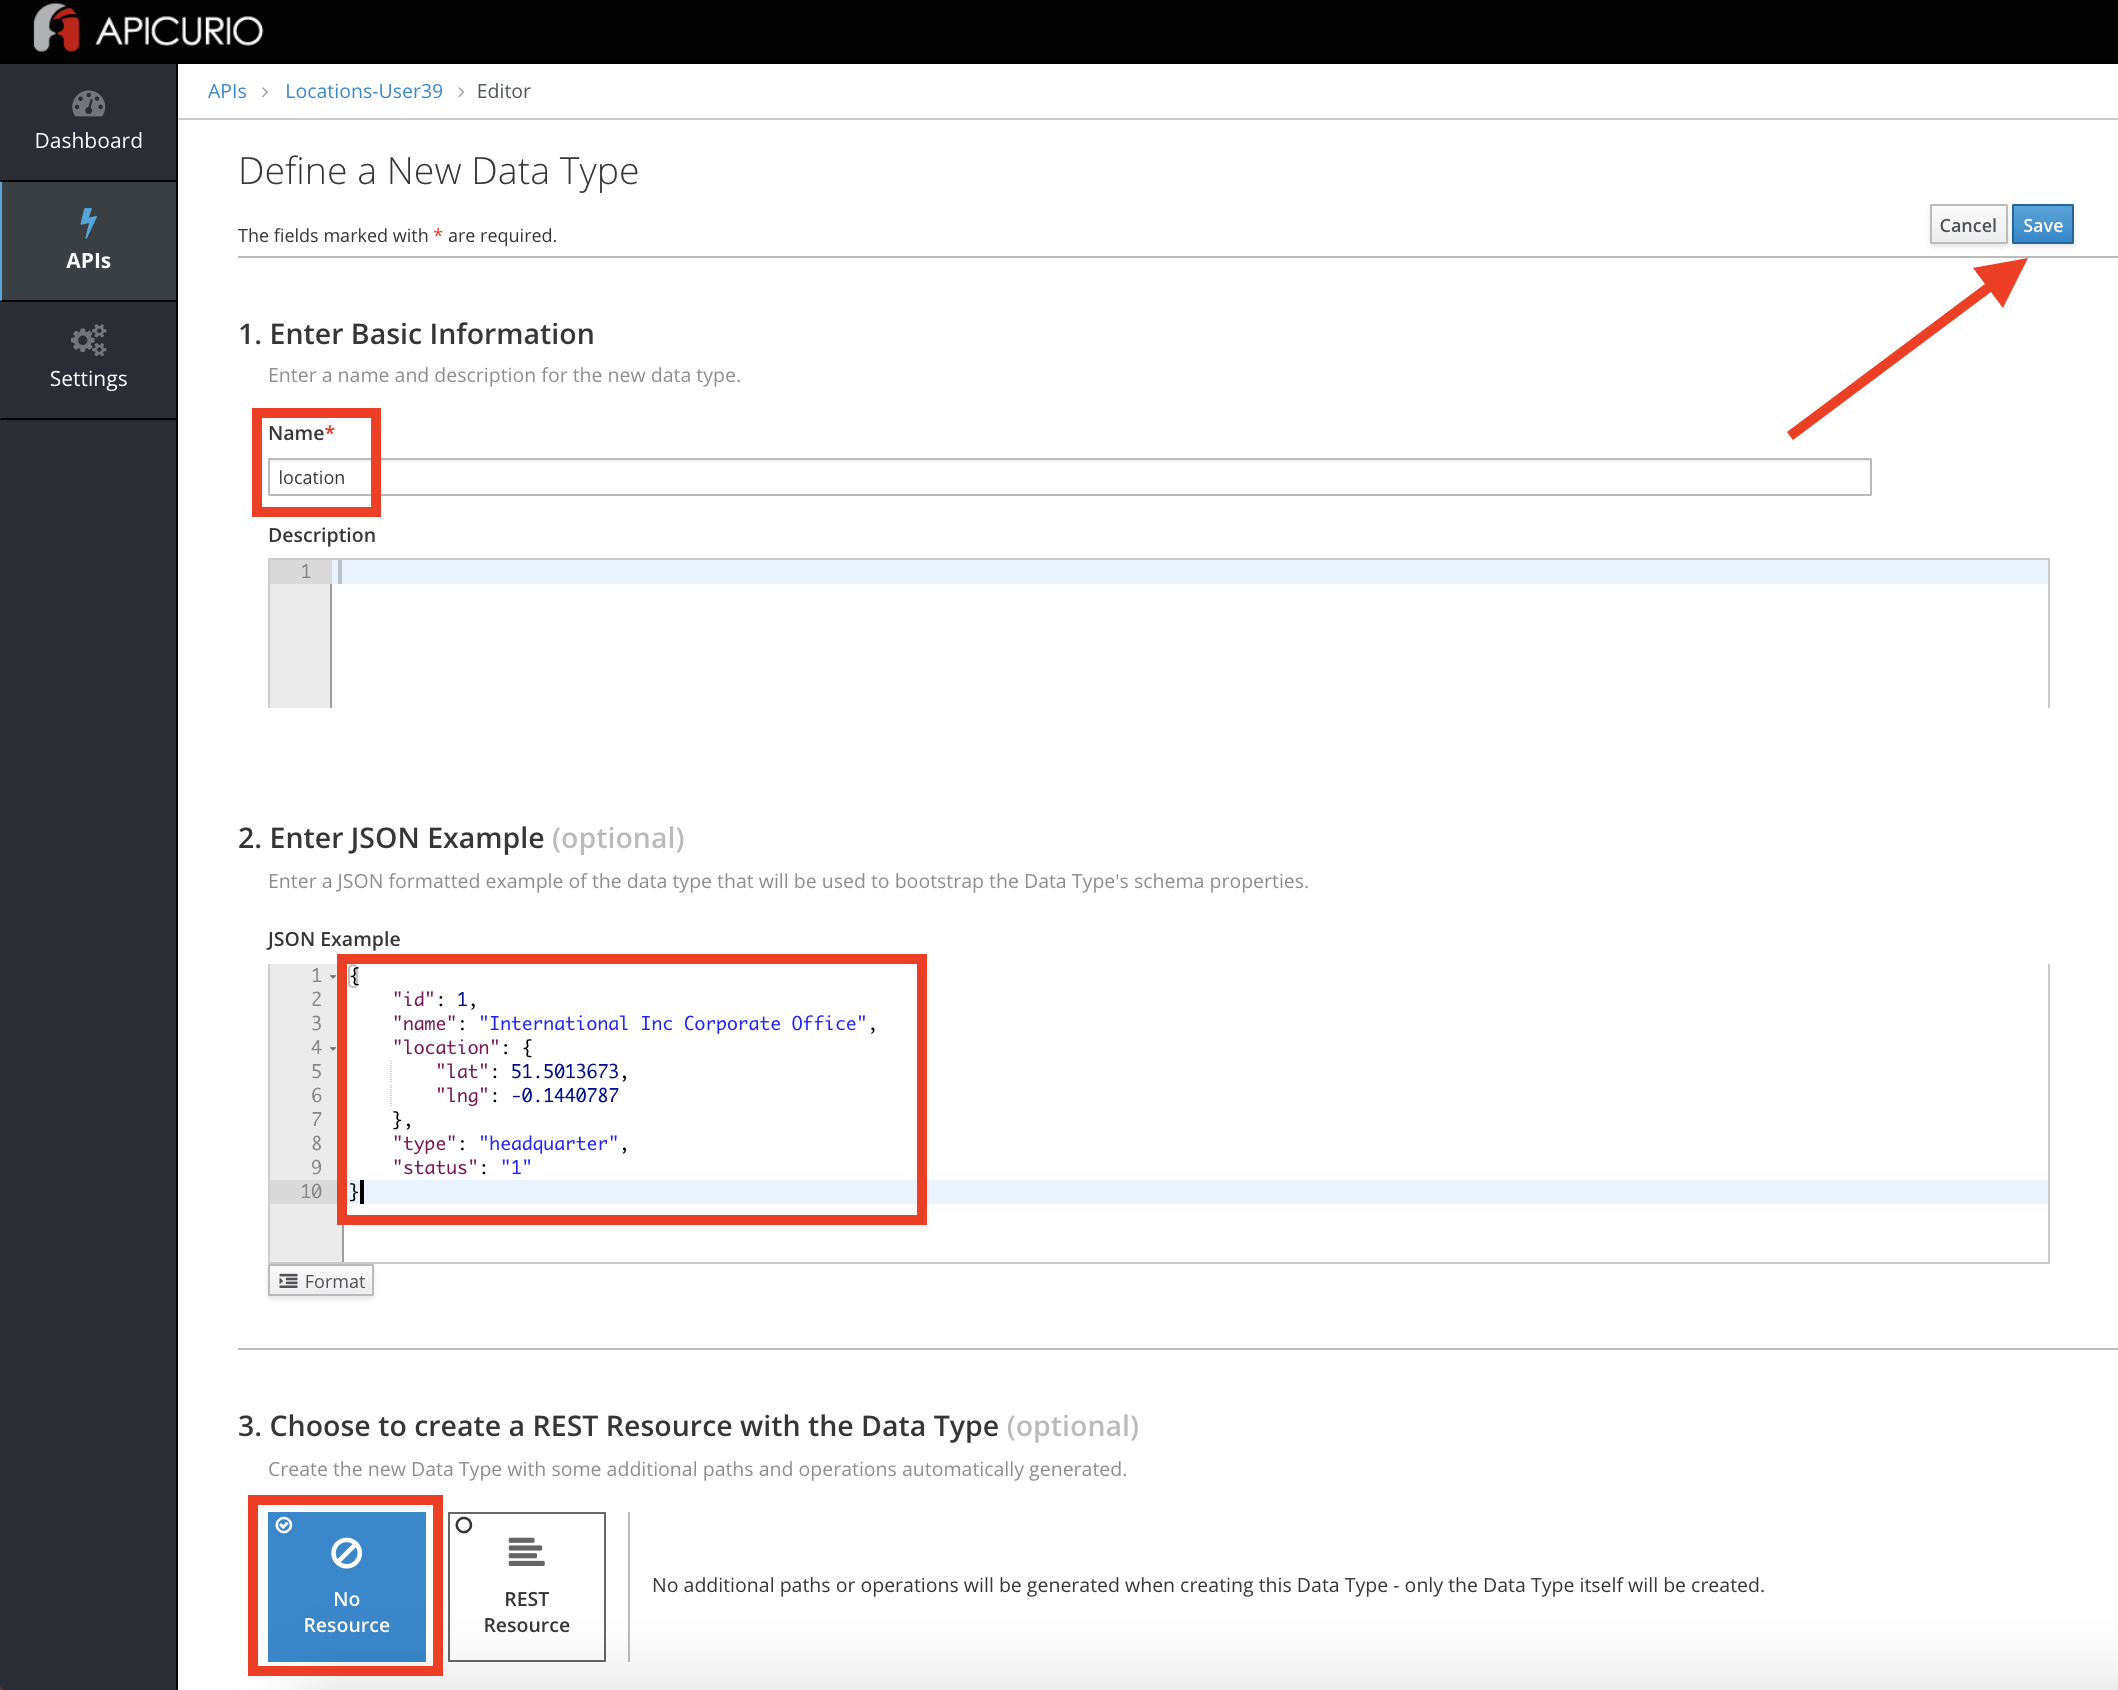 APICURIO
Dashboard
APIs
Settings
APIs > Locations-User39 > Editor
Define a New Data Type
The fields marked with * are required.
Cancel Save
1. Enter Basic Information
Enter a name and description for the new data type.
Name*
location
Description
1
2. Enter JSON Example (optional)
Enter a JSON formatted example of the data type that will be used to bootstrap the Data Type's schema properties.
JSON Example
1 {
2 "id": 1,
3 "name": "International Inc Corporate Office",
4 "location": {
5 "lat": 51.5013673,
6 "lng": -0.1440787
7 },
8 "type": "headquarter",
9 "status": "1"
10 }
Format
3. Choose to create a REST Resource with the Data Type (optional)
Create the new Data Type with some additional paths and operations automatically generated.
No
Resource
REST
Resource
No additional paths or operations will be generated when creating this Data Type - only the Data Type itself will be created.